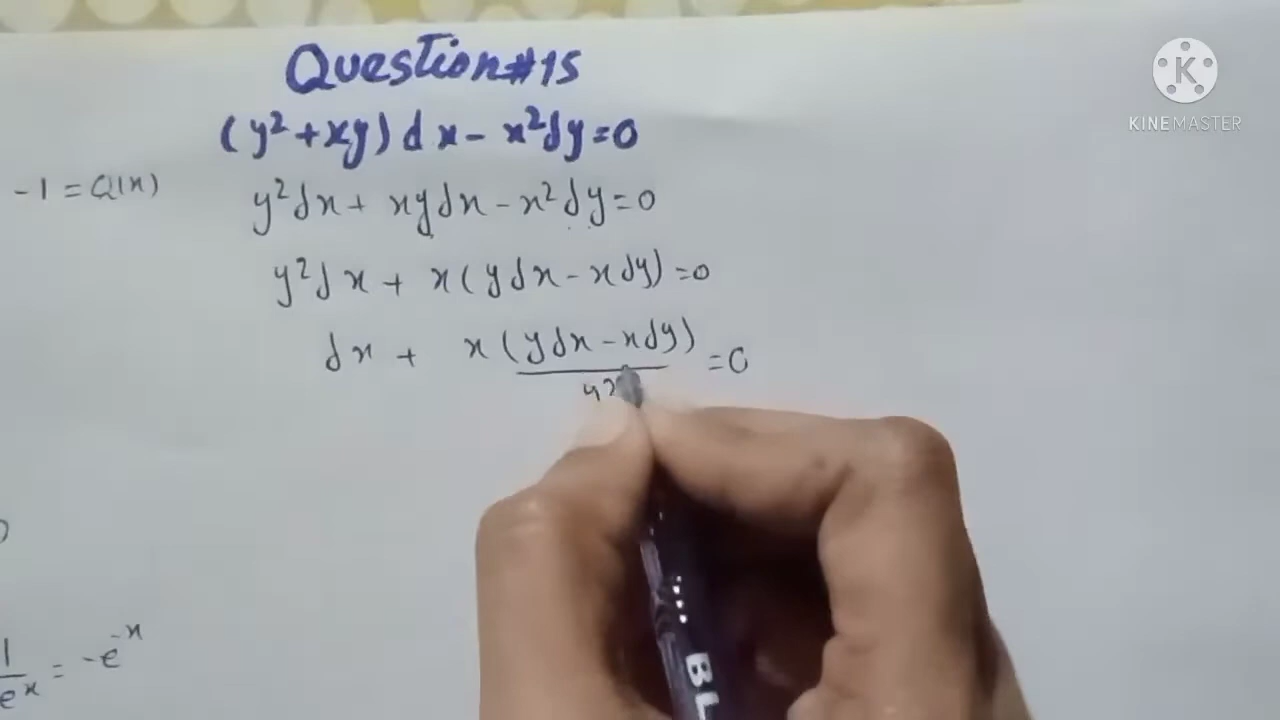 Question#15
(y²+xy)dx-x²dy=0
-1=Q(x)
y²dx+xydx-x²dy=0
y²dx+x(ydx-xdy)=0
dx+x(ydx-xdy)/y²=0
1/eˣ=-e⁻ˣ
KINEMASTER
BL